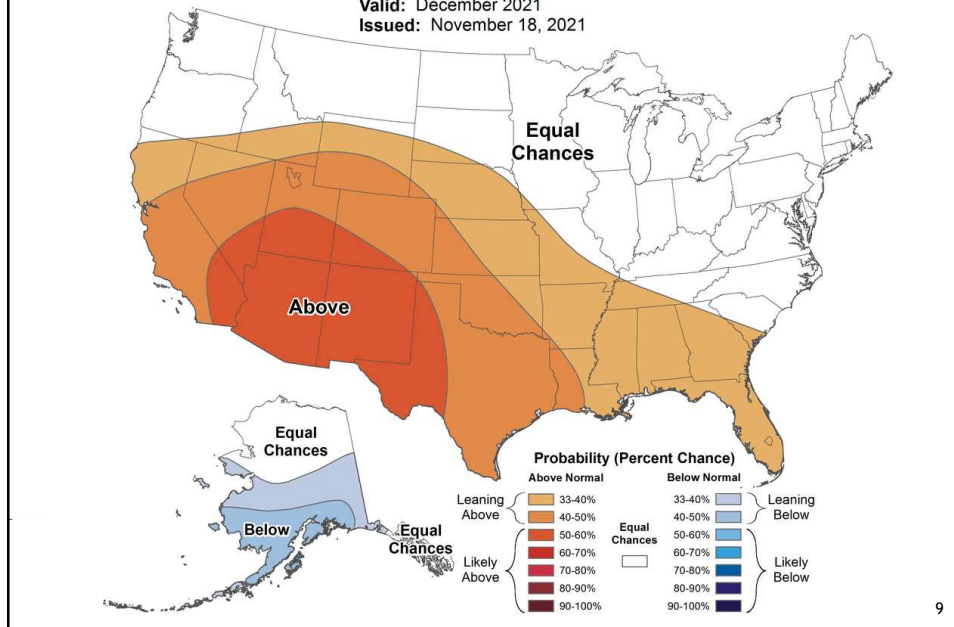 Valid: December 2021
Issued: November 18, 2021
Equal
Chances
Above
Equal
Chances
Below
Equal
Chances
Probability (Percent Chance)
Above Normal
Below Normal
Leaning
Above
33-40%
40-50%
Likely
Above
50-60%
60-70%
70-80%
80-90%
90-100%
Equal
Chances
33-40%
40-50%
Leaning
Below
50-60%
60-70%
70-80%
80-90%
90-100%
Likely
Below
9